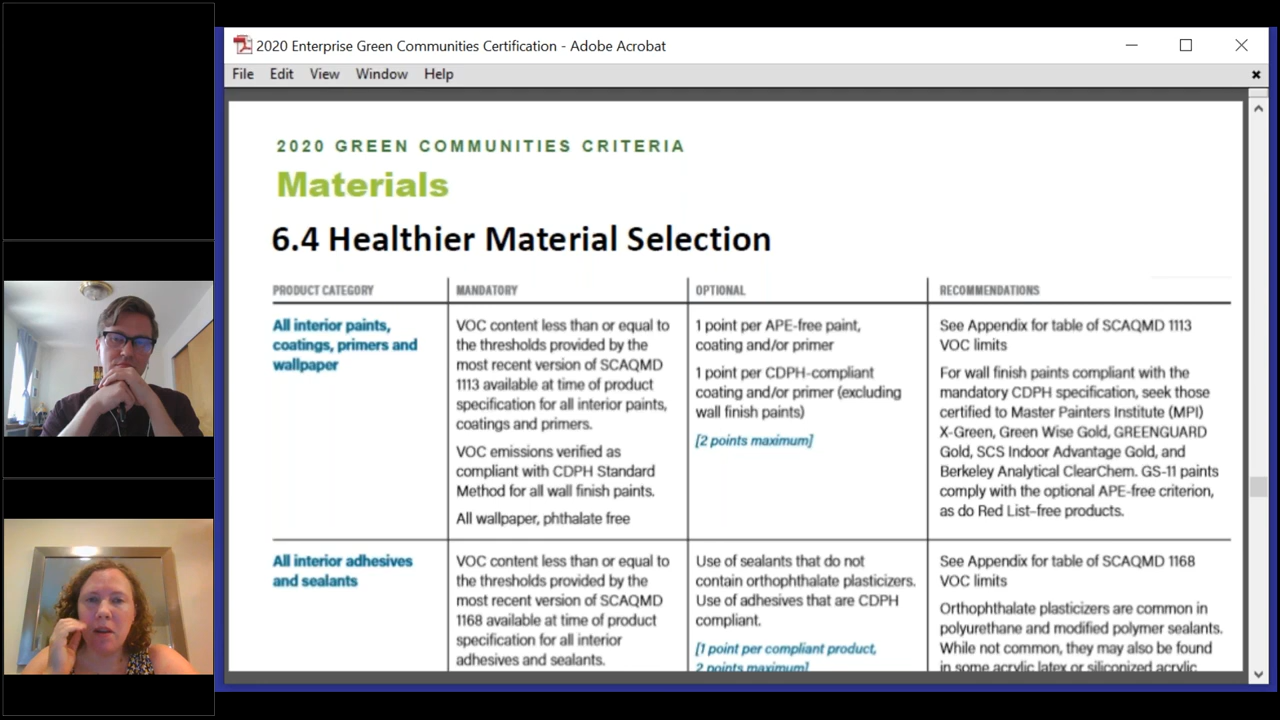 2020 Enterprise Green Communities Certification - Adobe Acrobat
File Edit View Window Help
2020 GREEN COMMUNITIES CRITERIA
Materials
6.4 Healthier Material Selection
PRODUCT CATEGORY
MANDATORY
OPTIONAL
RECOMMENDATIONS
All interior paints,
coatings, primers and
wallpaper
VOC content less than or equal to
the thresholds provided by the
most recent version of SCAQMD
1113 available at time of product
specification for all interior paints,
coatings and primers.
VOC emissions verified as
compliant with CDPH Standard
Method for all wall finish paints.
All wallpaper, phthalate free
1 point per APE-free paint,
coating and/or primer
1 point per CDPH-compliant
coating and/or primer (excluding
wall finish paints)
[2 points maximum]
See Appendix for table of SCAQMD 1113
VOC limits
For wall finish paints compliant with the
mandatory CDPH specification, seek those
certified to Master Painters Institute (MPI)
X-Green, Green Wise Gold, GREENGUARD
Gold, SCS Indoor Advantage Gold, and
Berkeley Analytical ClearChem. GS-11 paints
comply with the optional APE-free criterion,
as do Red List–free products.
All interior adhesives
and sealants
VOC content less than or equal to
the thresholds provided by the
most recent version of SCAQMD
1168 available at time of product
specification for all interior
adhesives and sealants.
Use of sealants that do not
contain orthophthalate plasticizers.
Use of adhesives that are CDPH
compliant.
[1 point per compliant product,
2 points maximum]
See Appendix for table of SCAQMD 1168
VOC limits
Orthophthalate plasticizers are common in
polyurethane and modified polymer sealants.
While not common, they may also be found
in some acrylic latex or siliconized acrylic